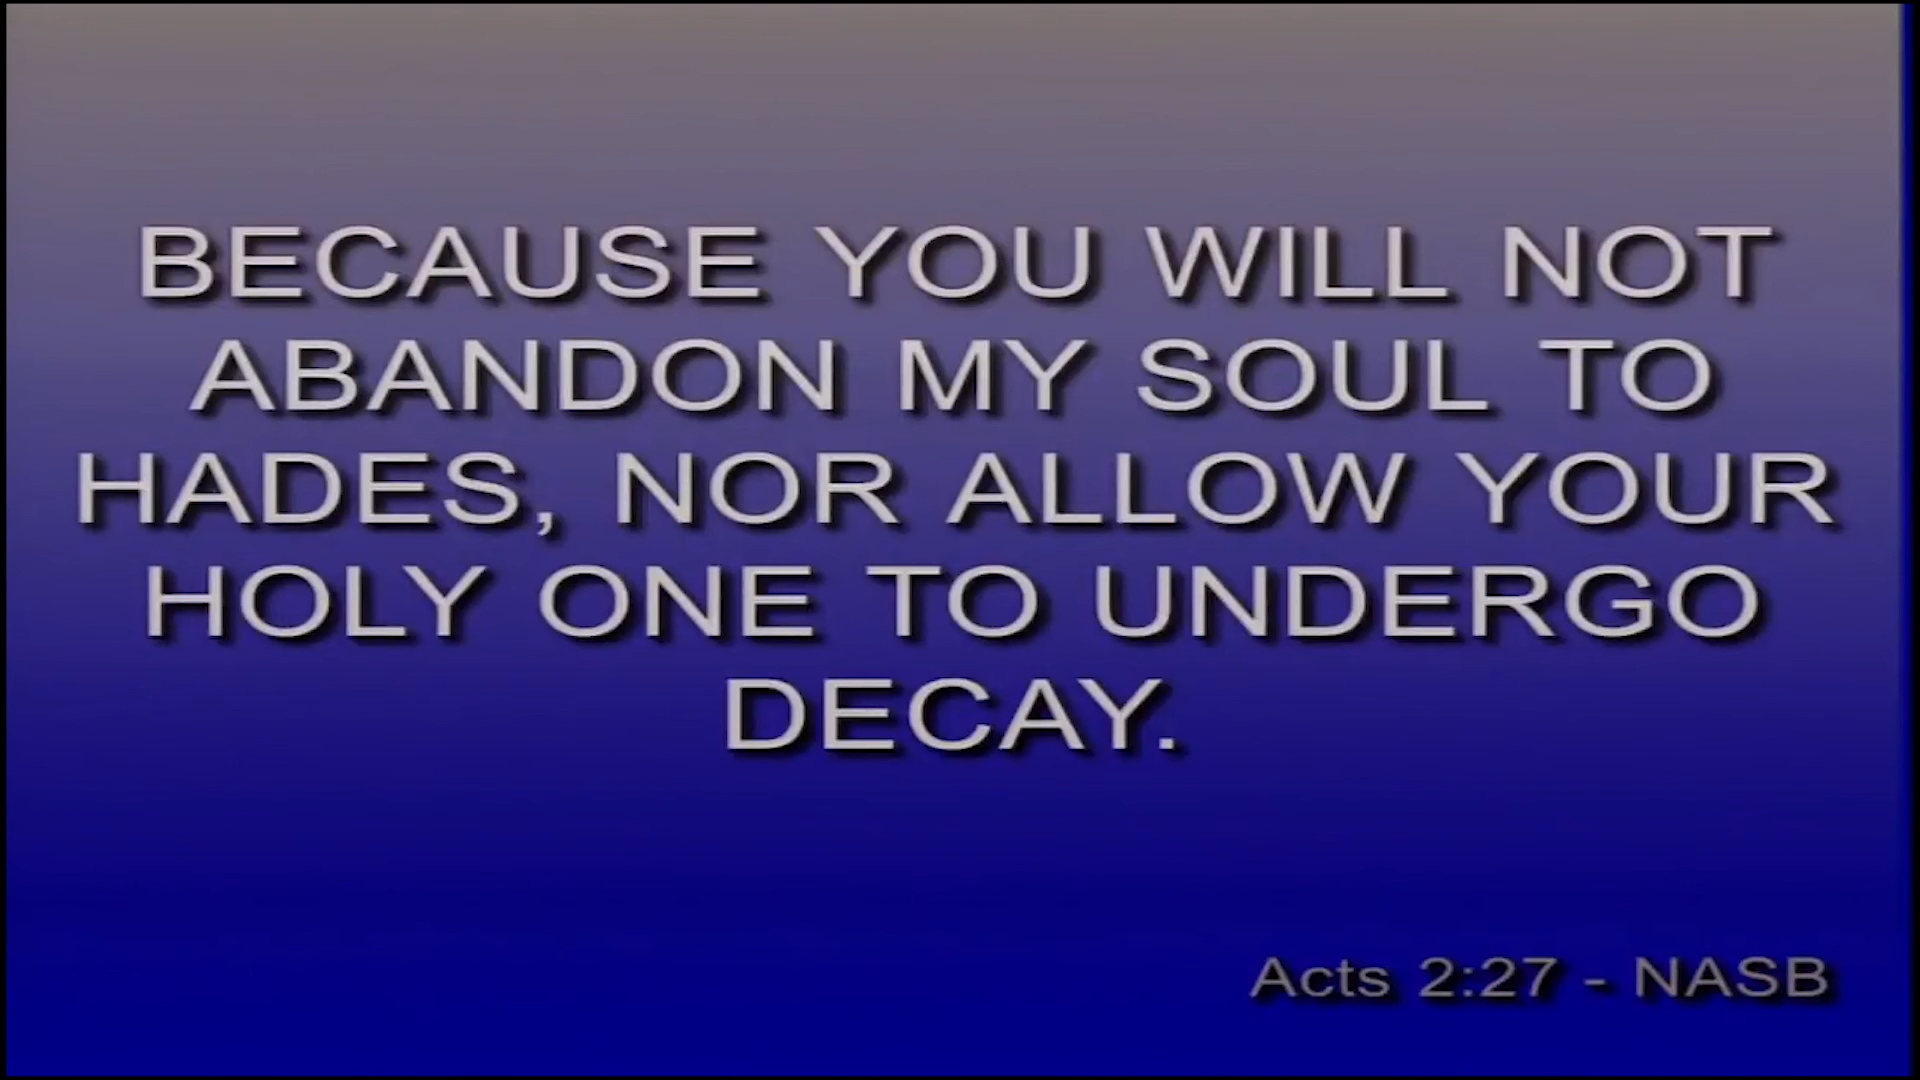 BECAUSE YOU WILL NOT
ABANDON MY SOUL TO
HADES, NOR ALLOW YOUR
HOLY ONE TO UNDERGO
DECAY.
Acts 2:27 - NASB